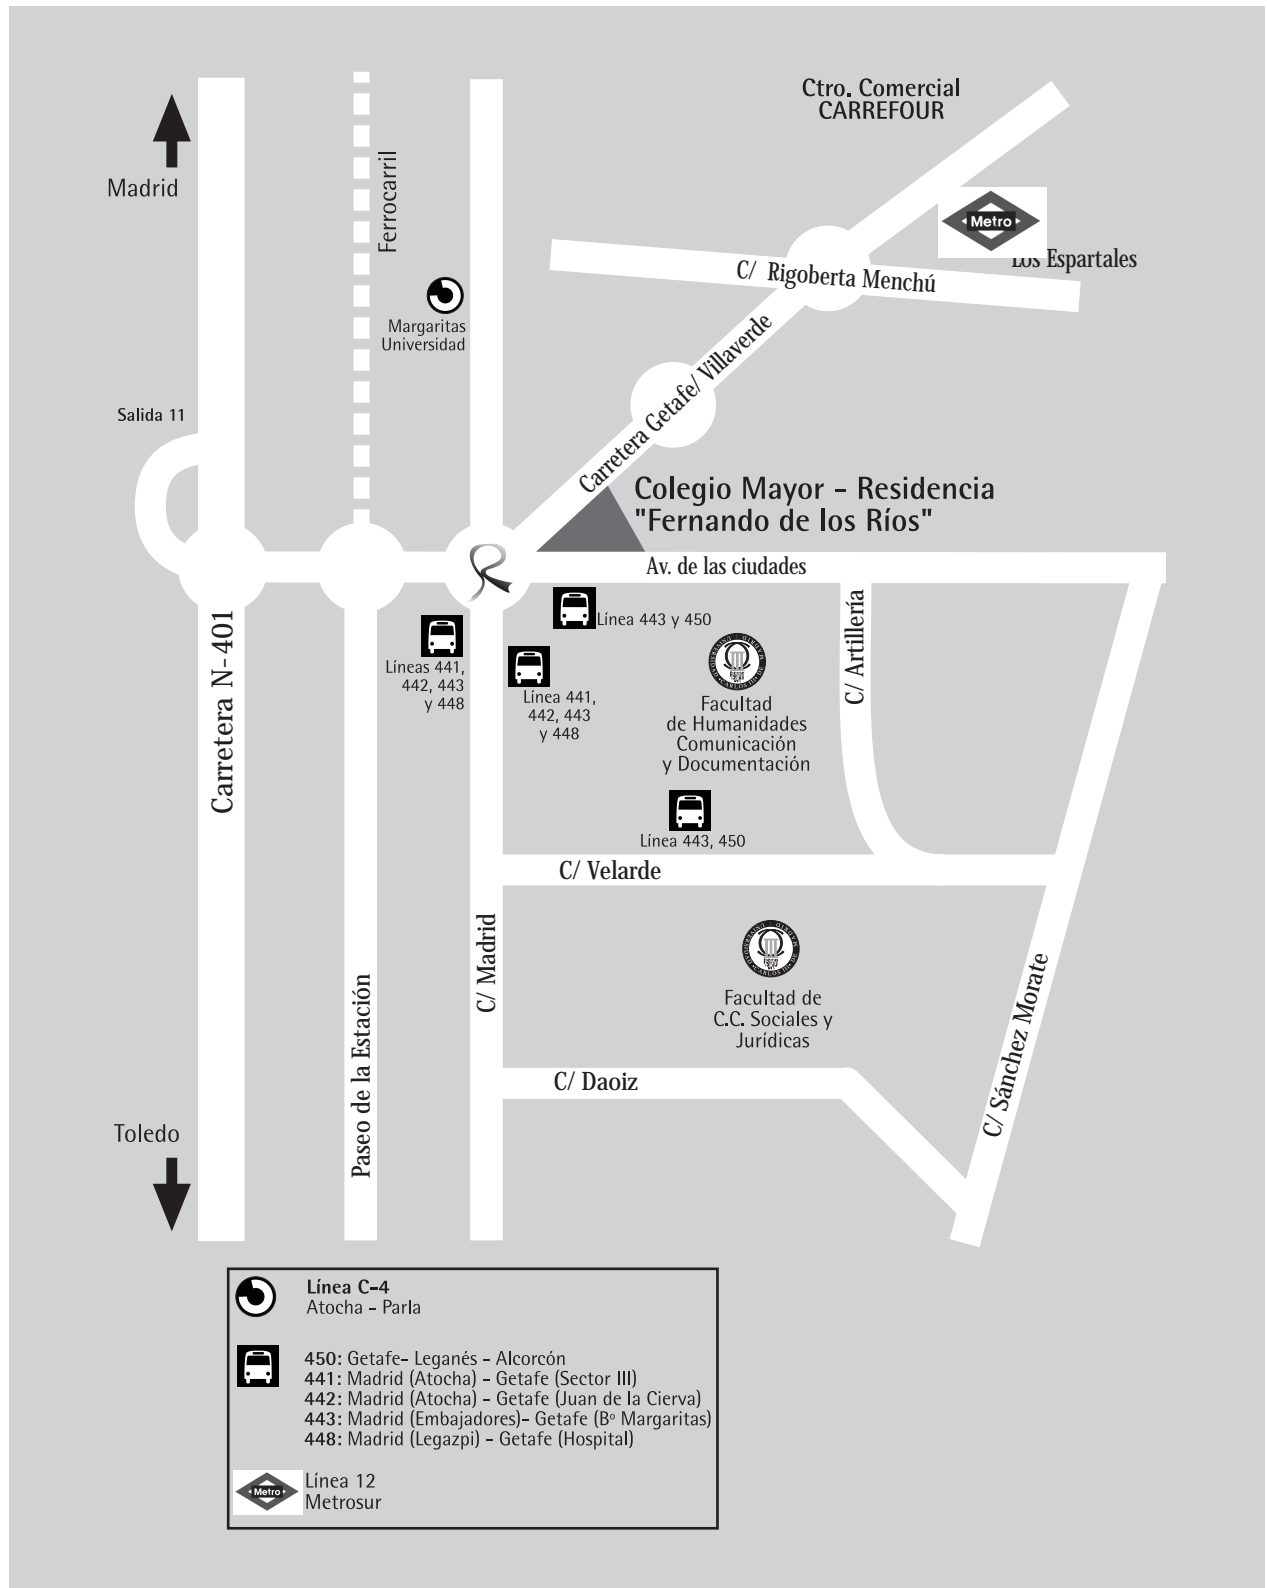 Ctro. Comercial
CARREFOUR
Madrid
Ferrocarril
Metro
Los Espartales
C/ Rigoberta Menchú
Margaritas
Universidad
Carretera Getafe/ Villaverde
Salida 11
Colegio Mayor - Residencia
"Fernando de los Ríos"
Av. de las ciudades
Línea 443 y 450
Líneas 441,
442, 443
y 448
Línea 441,
442, 443
y 448
C/ Artillería
Carretera N-401
Facultad
de Humanidades
Comunicación
y Documentación
Línea 443, 450
C/ Velarde
C/ Madrid
Paseo de la Estación
Facultad de
C.C. Sociales y
Jurídicas
C/ Sánchez Morate
C/ Daoiz
Toledo
Línea C-4
Atocha - Parla
450: Getafe- Leganés - Alcorcón
441: Madrid (Atocha) - Getafe (Sector III)
442: Madrid (Atocha) - Getafe (Juan de la Cierva)
443: Madrid (Embajadores)- Getafe (Bº Margaritas)
448: Madrid (Legazpi) - Getafe (Hospital)
Metro
Línea 12
Metrosur